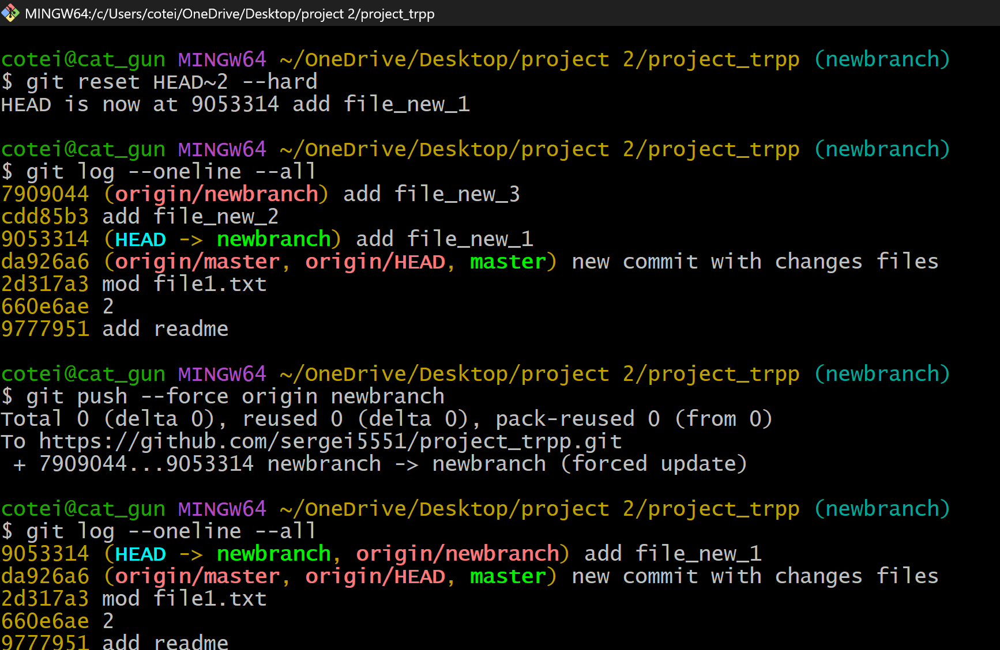 MINGW64:/c/Users/cotei/OneDrive/Desktop/project 2/project_trpp
cotei@cat_gun MINGW64 ~/OneDrive/Desktop/project 2/project_trpp (newbranch)
$ git reset HEAD~2 --hard
HEAD is now at 9053314 add file_new_1
cotei@cat_gun MINGW64 ~/OneDrive/Desktop/project 2/project_trpp (newbranch)
$ git log --oneline --all
7909044 (origin/newbranch) add file_new_3
cdd85b3 add file_new_2
9053314 (HEAD -> newbranch) add file_new_1
da926a6 (origin/master, origin/HEAD, master) new commit with changes files
2d317a3 mod file1.txt
660e6ae 2
9777951 add readme
cotei@cat_gun MINGW64 ~/OneDrive/Desktop/project 2/project_trpp (newbranch)
$ git push --force origin newbranch
Total 0 (delta 0), reused 0 (delta 0), pack-reused 0 (from 0)
To https://github.com/sergei5551/project_trpp.git
 + 7909044...9053314 newbranch -> newbranch (forced update)
cotei@cat_gun MINGW64 ~/OneDrive/Desktop/project 2/project_trpp (newbranch)
$ git log --oneline --all
9053314 (HEAD -> newbranch, origin/newbranch) add file_new_1
da926a6 (origin/master, origin/HEAD, master) new commit with changes files
2d317a3 mod file1.txt
660e6ae 2
9777951 add readme